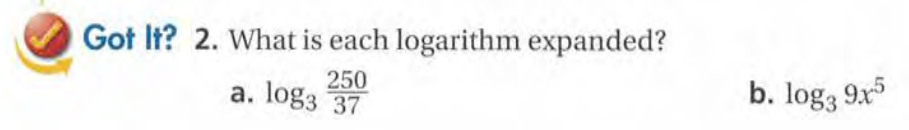 Got It? 2. What is each logarithm expanded?
a. log₃ 250/37 b. log₃ 9x⁵